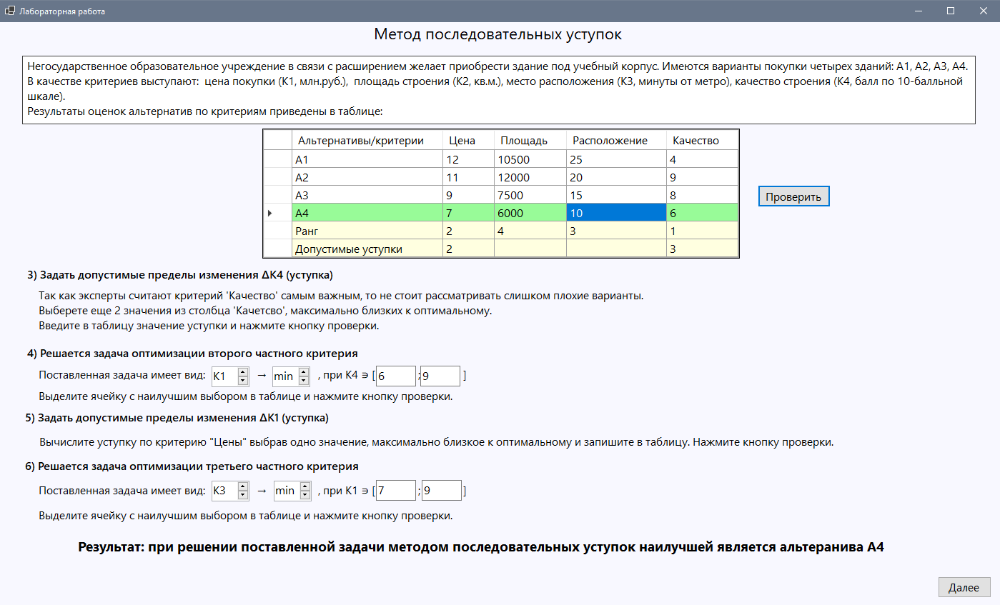 Лабораторная работа
Метод последовательных уступок
Негосударственное образовательное учреждение в связи с расширением желает приобрести здание под учебный корпус. Имеются варианты покупки четырех зданий: А1, А2, А3, А4.
В качестве критериев выступают: цена покупки (К1, млн.руб.), площадь строения (К2, кв.м.), место расположения (К3, минуты от метро), качество строения (К4, балл по 10-балльной
шкале).
Результаты оценок альтернатив по критериям приведены в таблице:
Альтернативы/критерии Цена Площадь Расположение Качество
А1 12 10500 25 4
А2 11 12000 20 9
А3 9 7500 15 8
А4 7 6000 10 6
Ранг 2 4 3 1
Допустимые уступки 2 3
Проверить
3) Задать допустимые пределы изменения ΔК4 (уступка)
Так как эксперты считают критерий 'Качество' самым важным, то не стоит рассматривать слишком плохие варианты.
Выберете еще 2 значения из столбца 'Качетсво', максимально близких к оптимальному.
Введите в таблицу значение уступки и нажмите кнопку проверки.
4) Решается задача оптимизации второго частного критерия
Поставленная задача имеет вид: К1 → min , при К4 ∋ [ 6 ; 9 ]
Выделите ячейку с наилучшим выбором в таблице и нажмите кнопку проверки.
5) Задать допустимые пределы изменения ΔК1 (уступка)
Вычислите уступку по критерию "Цены" выбрав одно значение, максимально близкое к оптимальному и запишите в таблицу. Нажмите кнопку проверки.
6) Решается задача оптимизации третьего частного критерия
Поставленная задача имеет вид: К3 → min , при К1 ∋ [ 7 ; 9 ]
Выделите ячейку с наилучшим выбором в таблице и нажмите кнопку проверки.
Результат: при решении поставленной задачи методом последовательных уступок наилучшей является альтеранива А4
Далее